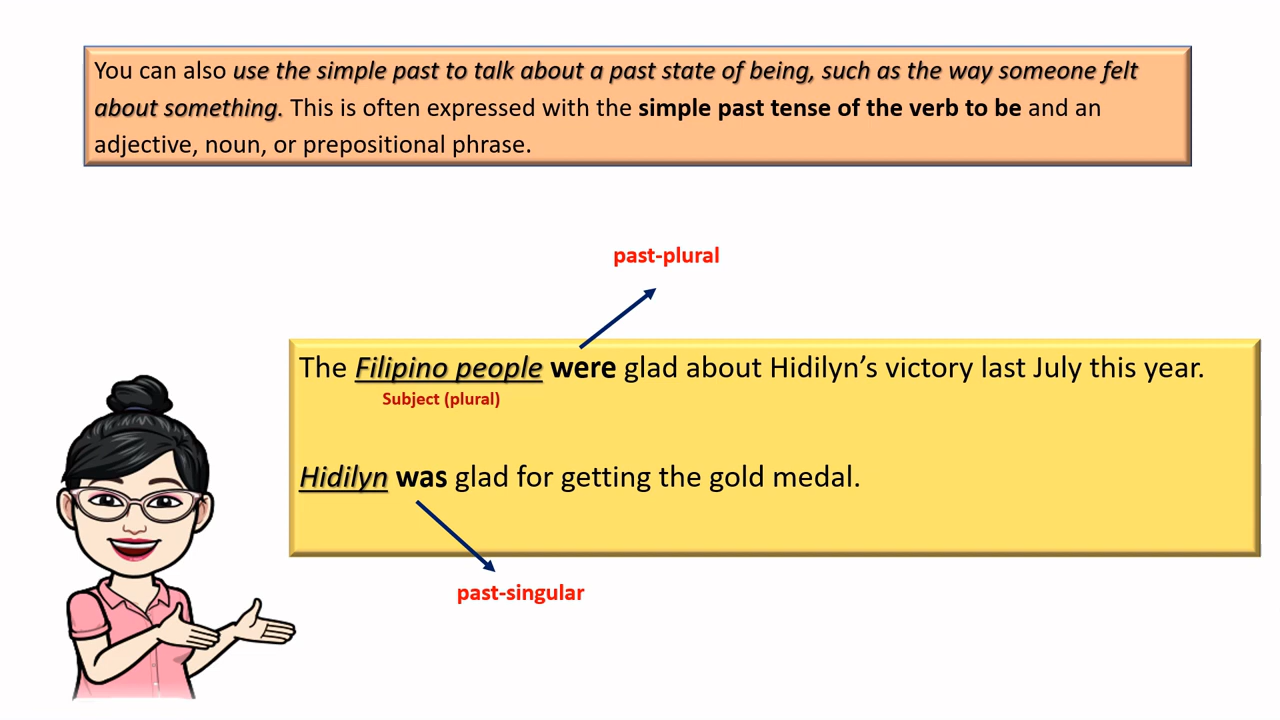 You can also use the simple past to talk about a past state of being, such as the way someone felt
about something. This is often expressed with the simple past tense of the verb to be and an
adjective, noun, or prepositional phrase.
past-plural
The Filipino people were glad about Hidilyn’s victory last July this year.
Subject (plural)
Hidilyn was glad for getting the gold medal.
past-singular